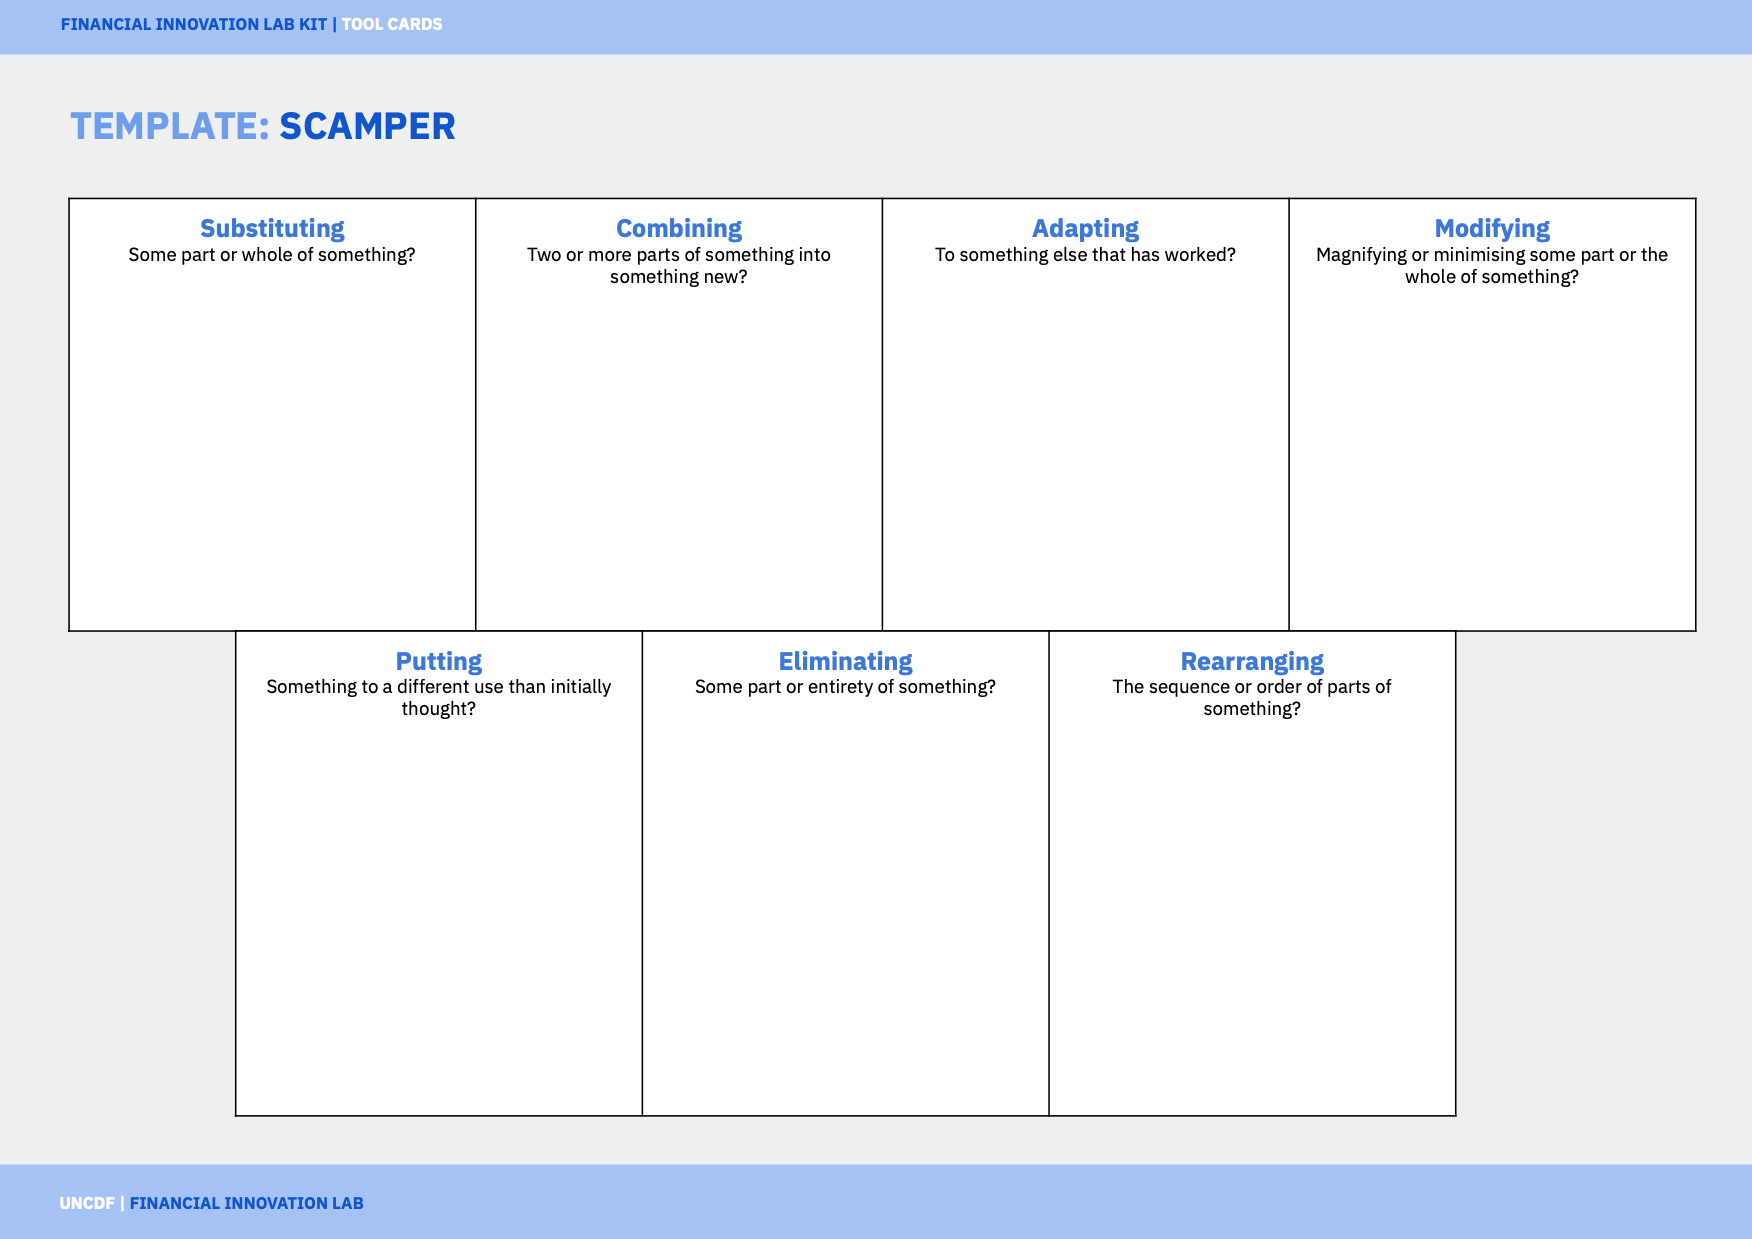 FINANCIAL INNOVATION LAB KIT | TOOL CARDS
TEMPLATE: SCAMPER
Substituting
Some part or whole of something?
Combining
Two or more parts of something into
something new?
Adapting
To something else that has worked?
Modifying
Magnifying or minimising some part or the
whole of something?
Putting
Something to a different use than initially
thought?
Eliminating
Some part or entirety of something?
Rearranging
The sequence or order of parts of
something?
UNCDF | FINANCIAL INNOVATION LAB